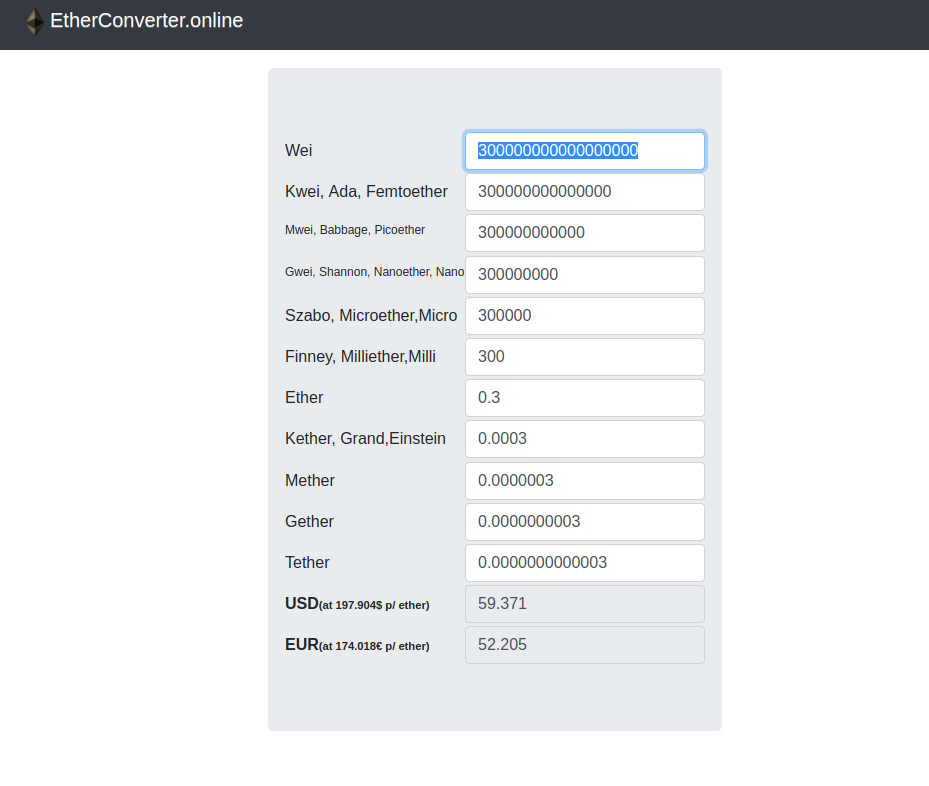 EtherConverter.online
Wei 300000000000000000
Kwei, Ada, Femtoether 300000000000000
Mwei, Babbage, Picoether 300000000000
Gwei, Shannon, Nanoether, Nano 300000000
Szabo, Microether,Micro 300000
Finney, Milliether,Milli 300
Ether 0.3
Kether, Grand,Einstein 0.0003
Mether 0.0000003
Gether 0.0000000003
Tether 0.0000000000003
USD(at 197.904$ p/ ether) 59.371
EUR(at 174.018€ p/ ether) 52.205